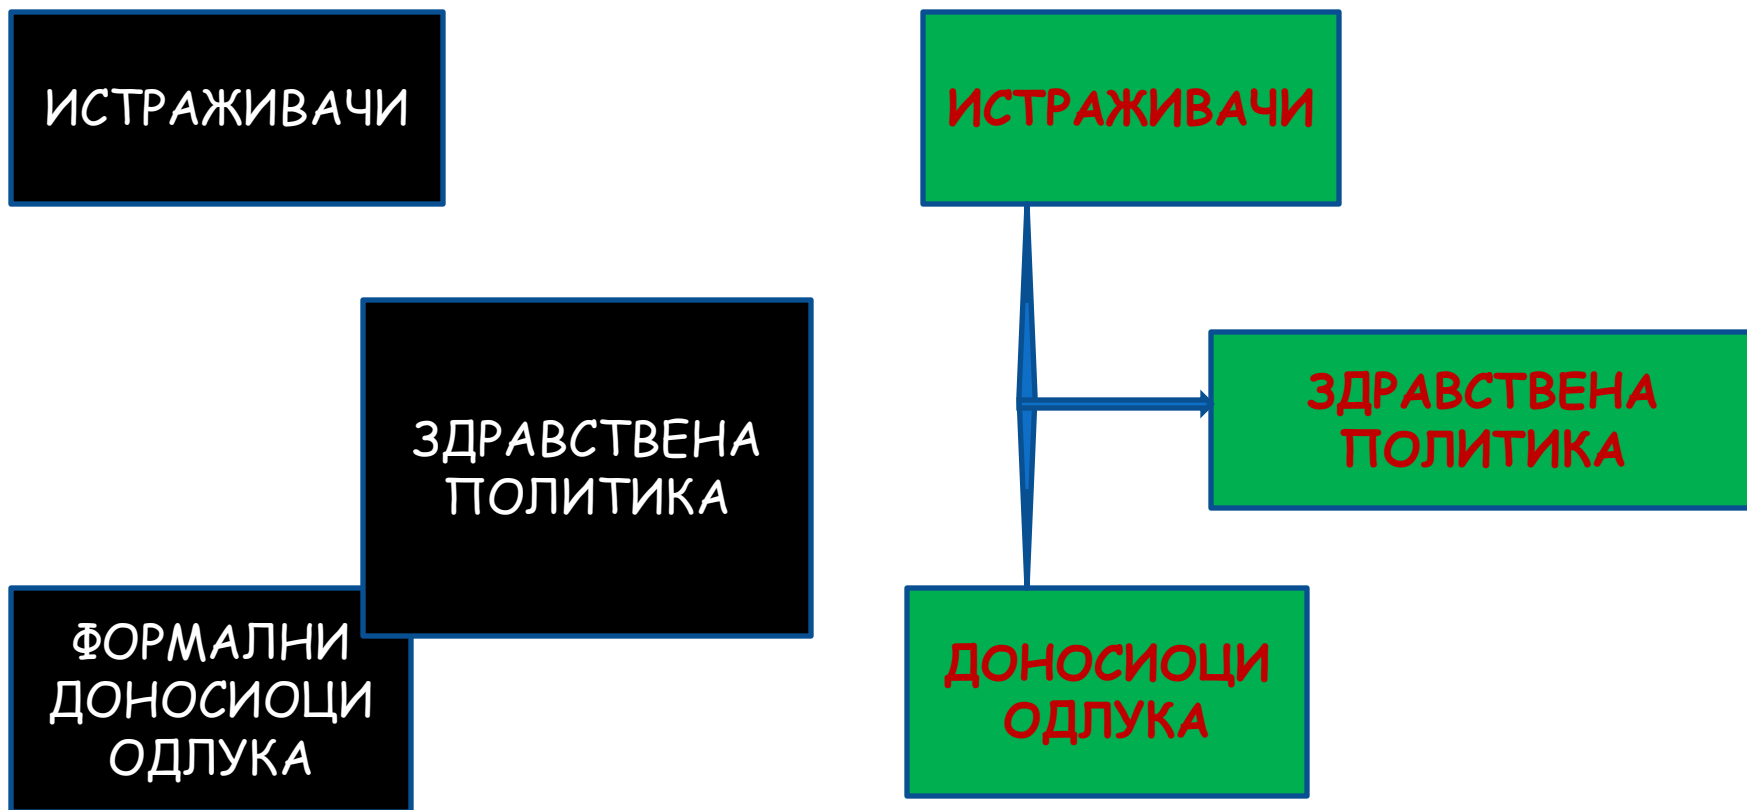 ИСТРАЖИВАЧИ
ЗДРАВСТВЕНА
ПОЛИТИКА
ФОРМАЛНИ
ДОНОСИОЦИ
ОДЛУКА
ИСТРАЖИВАЧИ
ЗДРАВСТВЕНА
ПОЛИТИКА
ДОНОСИОЦИ
ОДЛУКА